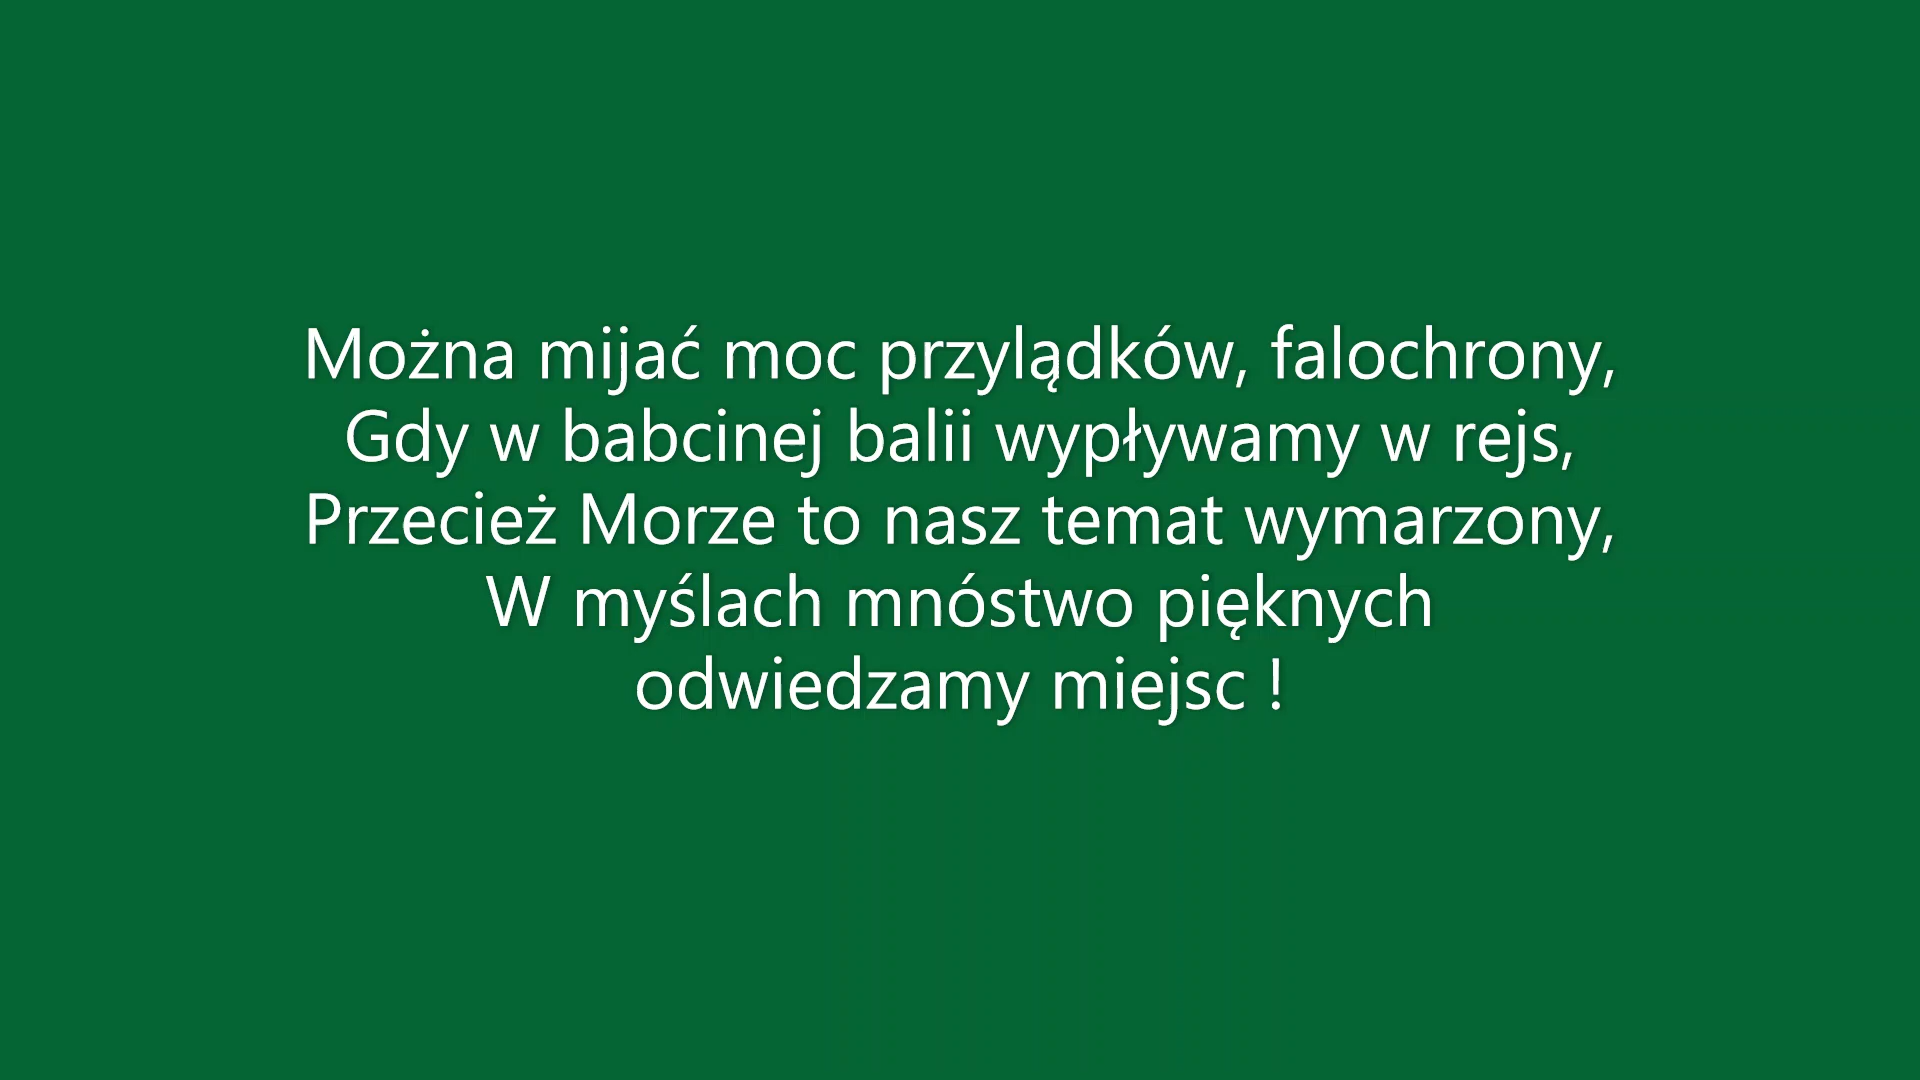 Można mijać moc przylądków, falochrony,
Gdy w babcinej balii wypływamy w rejs,
Przecież Morze to nasz temat wymarzony,
W myślach mnóstwo pięknych
odwiedzamy miejsc !